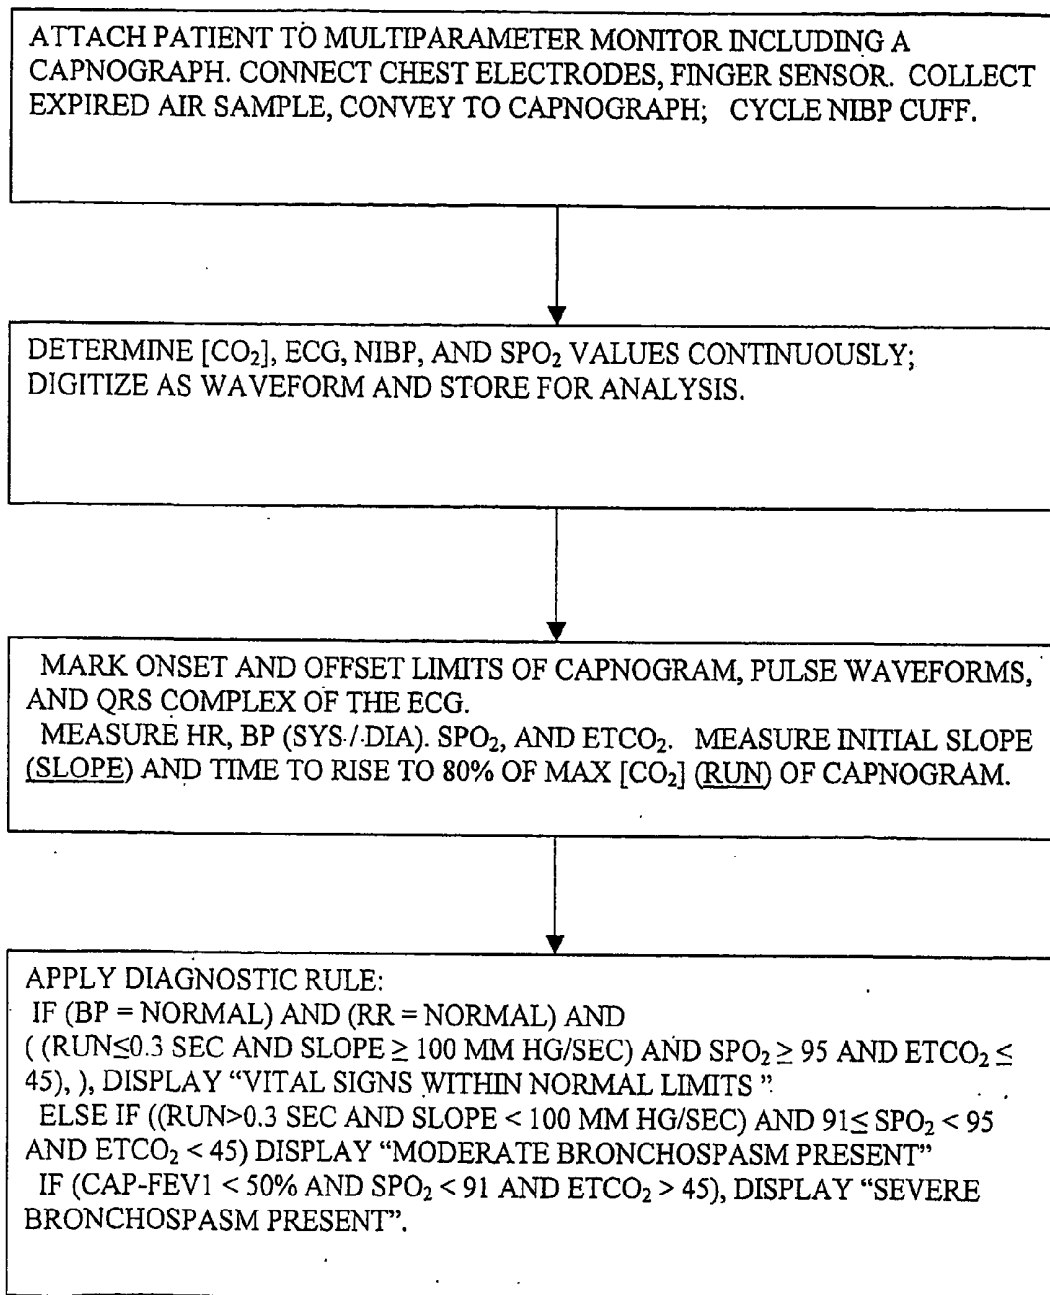 ATTACH PATIENT TO MULTIPARAMETER MONITOR INCLUDING A
CAPNOGRAPH. CONNECT CHEST ELECTRODES, FINGER SENSOR. COLLECT
EXPIRED AIR SAMPLE, CONVEY TO CAPNOGRAPH; CYCLE NIBP CUFF.
DETERMINE [CO₂], ECG, NIBP, AND SPO₂ VALUES CONTINUOUSLY;
DIGITIZE AS WAVEFORM AND STORE FOR ANALYSIS.
MARK ONSET AND OFFSET LIMITS OF CAPNOGRAM, PULSE WAVEFORMS,
AND QRS COMPLEX OF THE ECG.
MEASURE HR, BP (SYS / DIA). SPO₂, AND ETCO₂. MEASURE INITIAL SLOPE
(SLOPE) AND TIME TO RISE TO 80% OF MAX [CO₂] (RUN) OF CAPNOGRAM.
APPLY DIAGNOSTIC RULE:
IF (BP = NORMAL) AND (RR = NORMAL) AND
( (RUN≤0.3 SEC AND SLOPE ≥ 100 MM HG/SEC) AND SPO₂ ≥ 95 AND ETCO₂ ≤
45), ), DISPLAY “VITAL SIGNS WITHIN NORMAL LIMITS ”
ELSE IF ((RUN>0.3 SEC AND SLOPE < 100 MM HG/SEC) AND 91≤ SPO₂ < 95
AND ETCO₂ < 45) DISPLAY “MODERATE BRONCHOSPASM PRESENT”
IF (CAP-FEV1 < 50% AND SPO₂ < 91 AND ETCO₂ > 45), DISPLAY “SEVERE
BRONCHOSPASM PRESENT”.